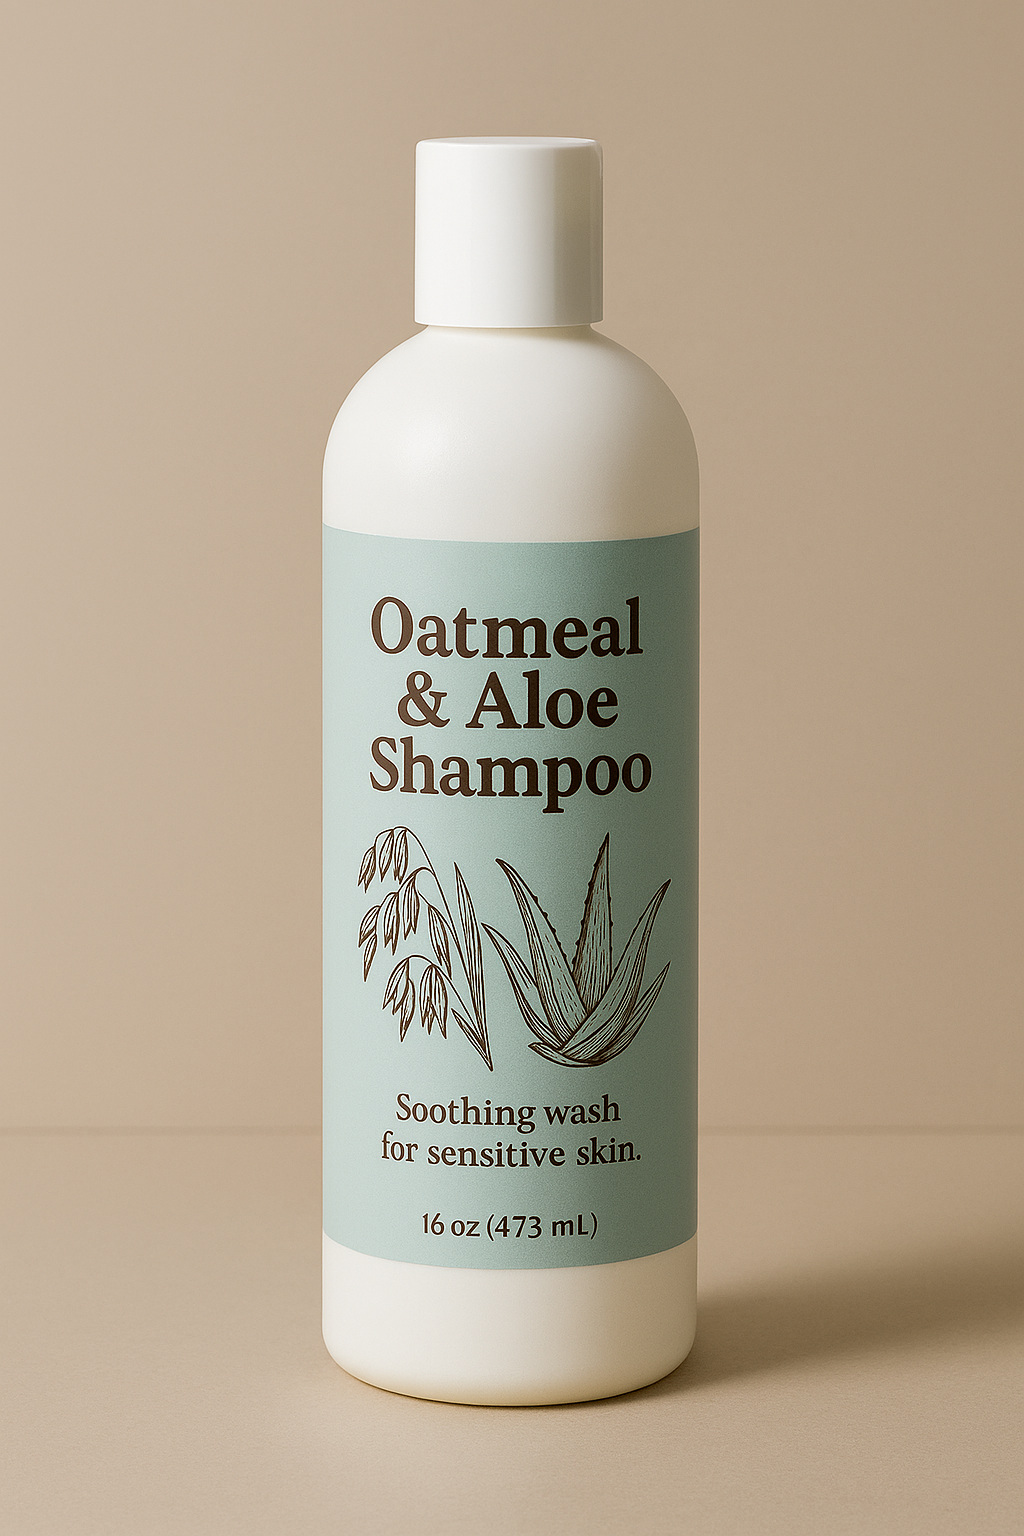 Oatmeal
& Aloe
Shampoo
Soothing wash
for sensitive skin.
16 oz (473 mL)